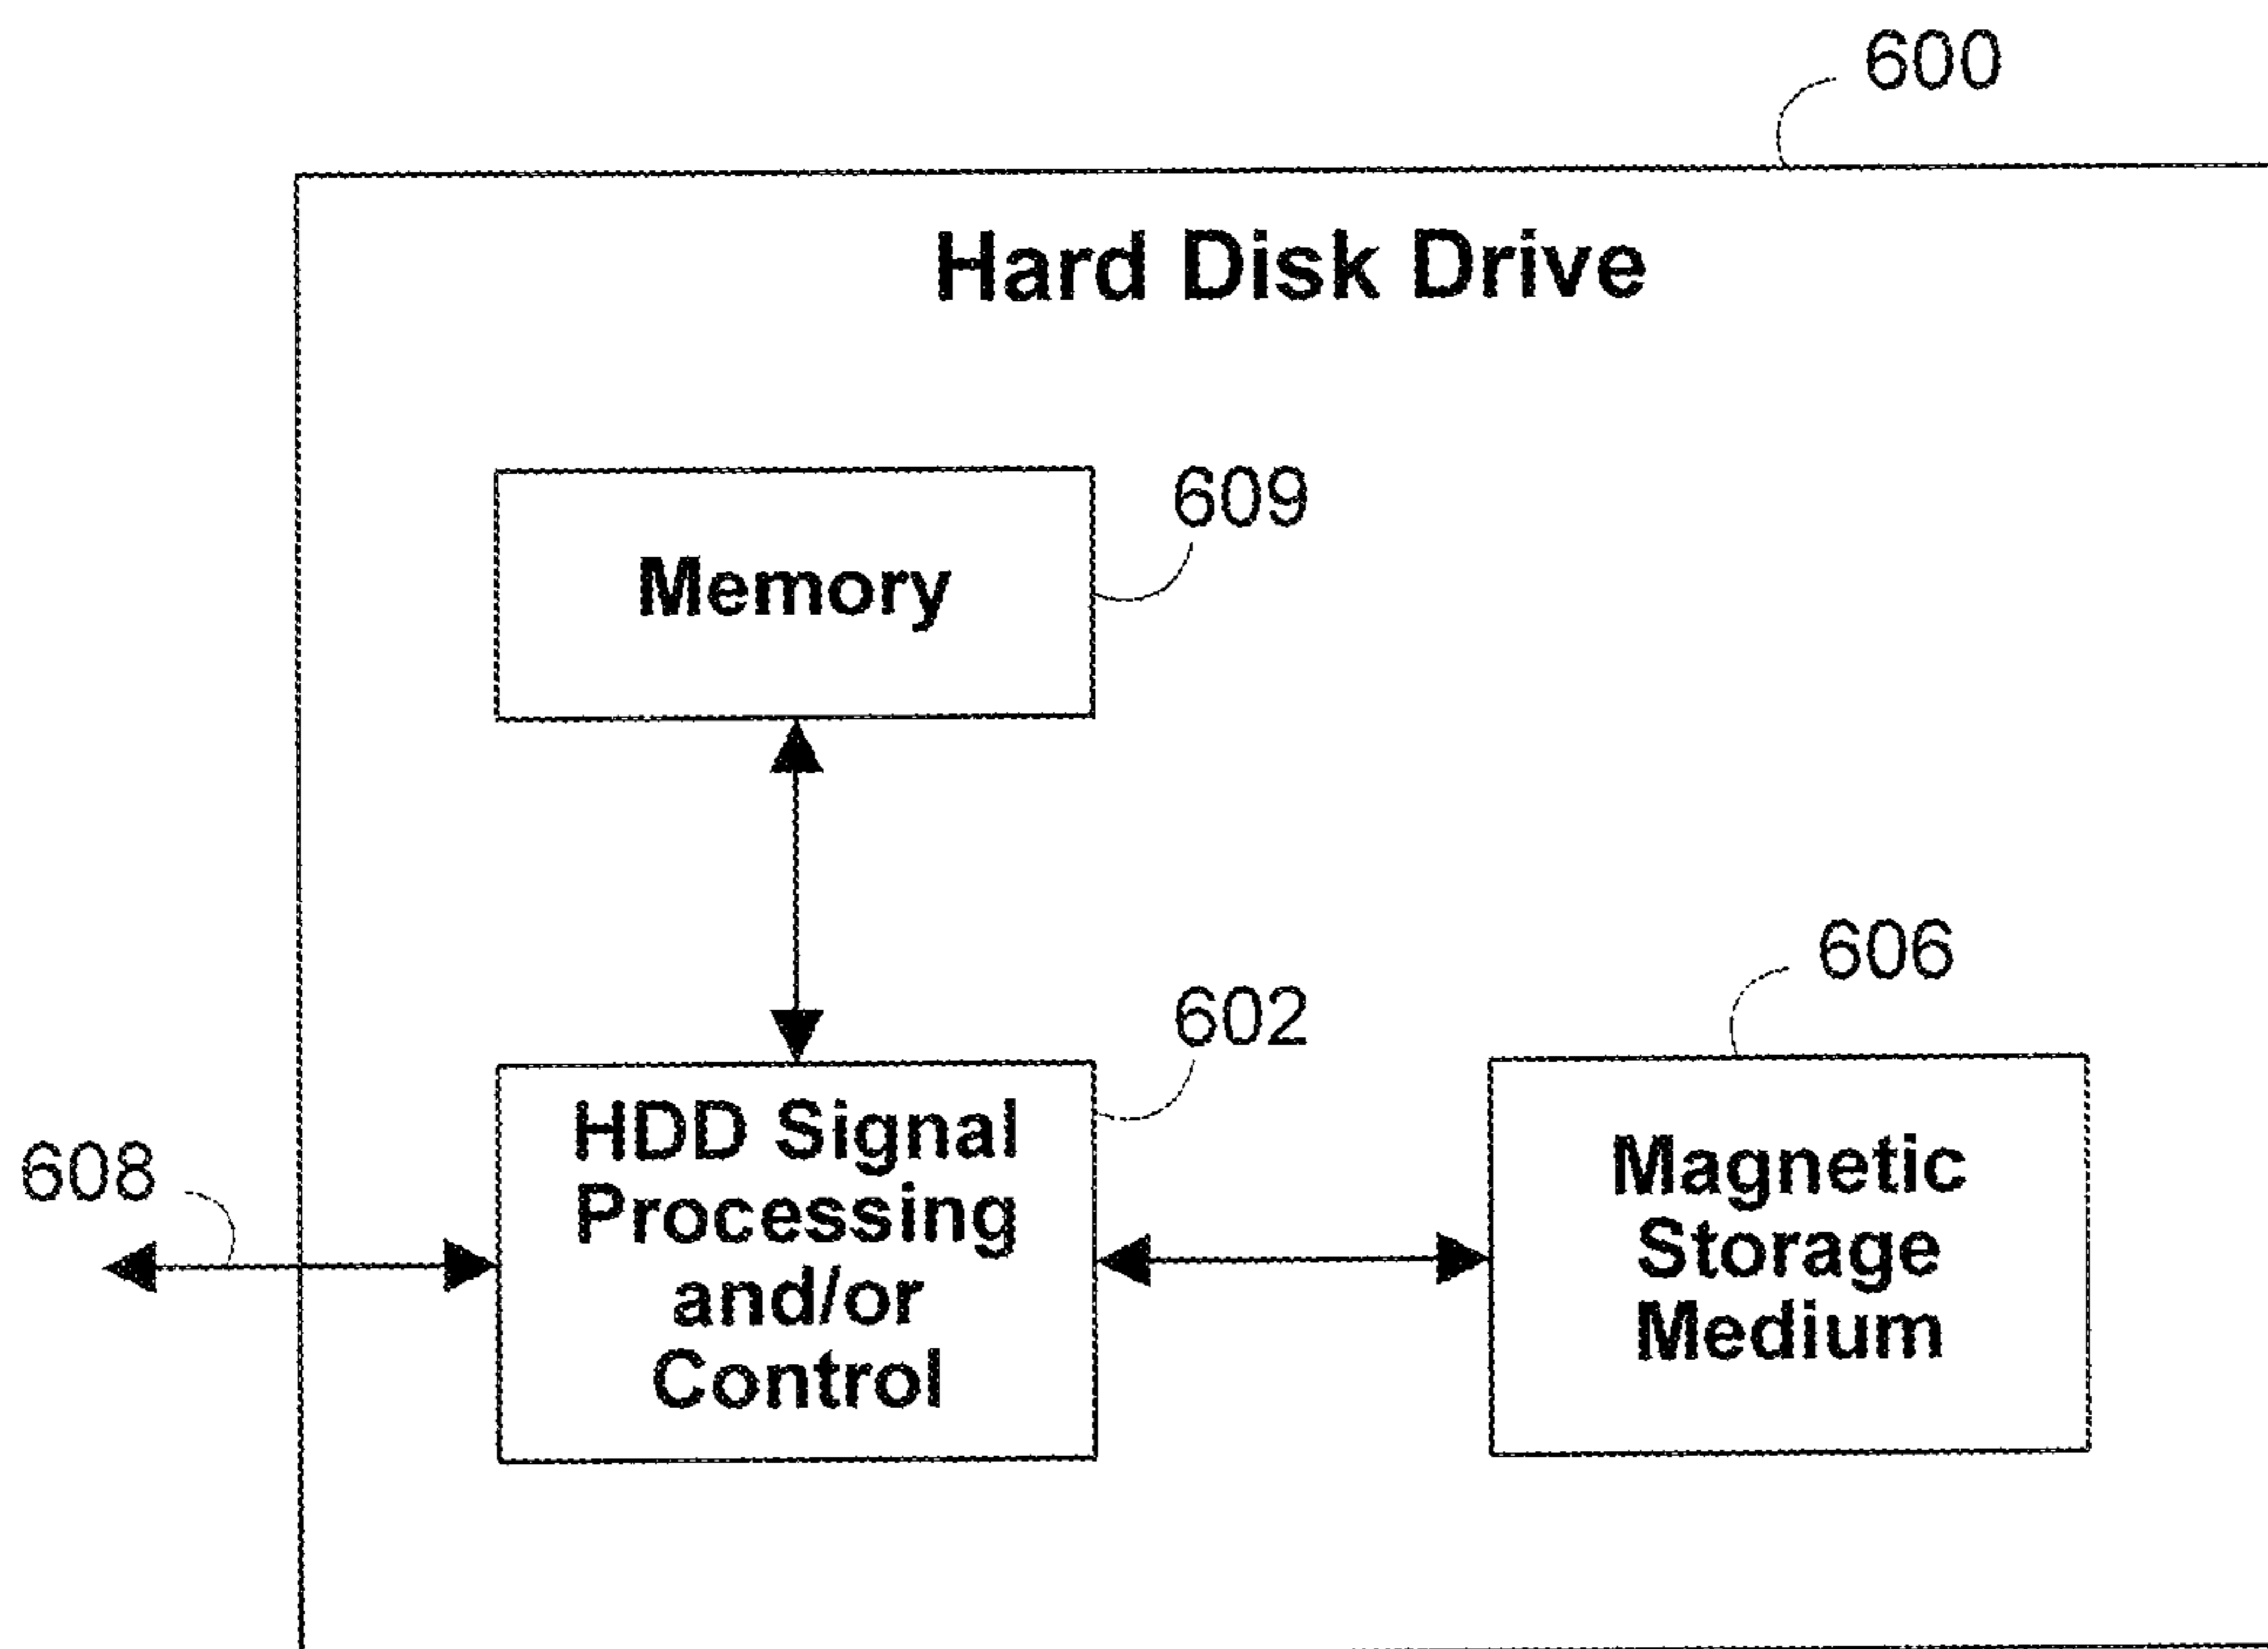 600
Hard Disk Drive
609
Memory
606
602
608
HDD Signal
Processing
and/or
Control
Magnetic
Storage
Medium